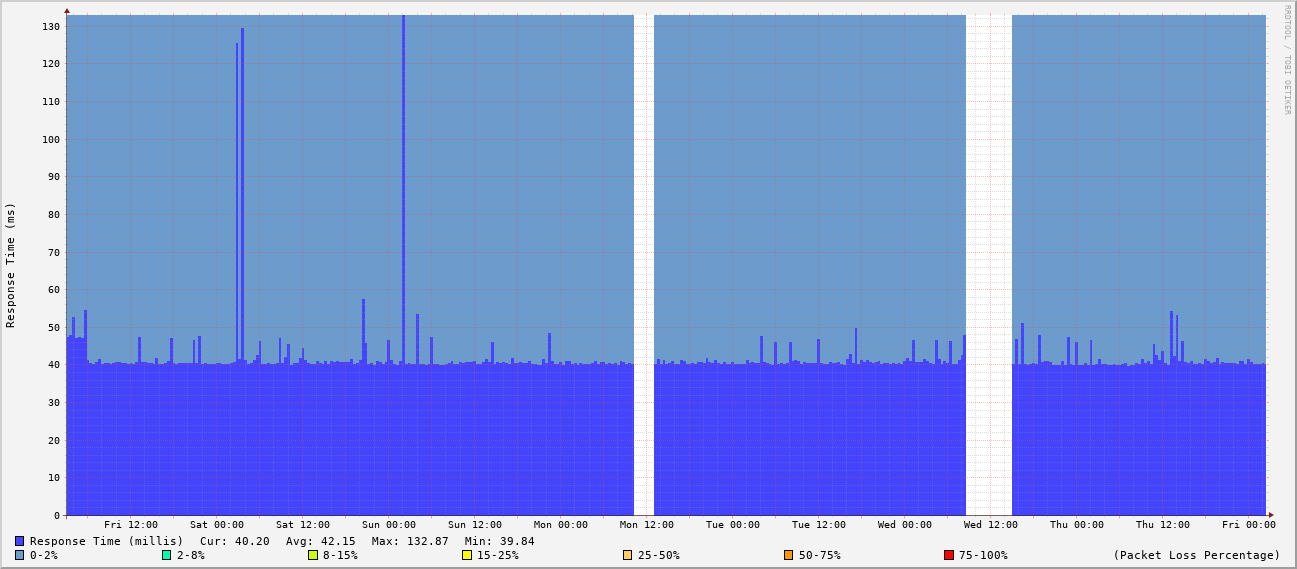 RRDTOOL / TOBI OETIKER
Response Time (ms)
130
120
110
100
90
80
70
60
50
40
30
20
10
0
Fri 12:00 Sat 00:00 Sat 12:00 Sun 00:00 Sun 12:00 Mon 00:00 Mon 12:00 Tue 00:00 Tue 12:00 Wed 00:00 Wed 12:00 Thu 00:00 Thu 12:00 Fri 00:00
Response Time (millis) Cur: 40.20 Avg: 42.15 Max: 132.87 Min: 39.84
0-2% 2-8% 8-15% 15-25% 25-50% 50-75% 75-100% (Packet Loss Percentage)